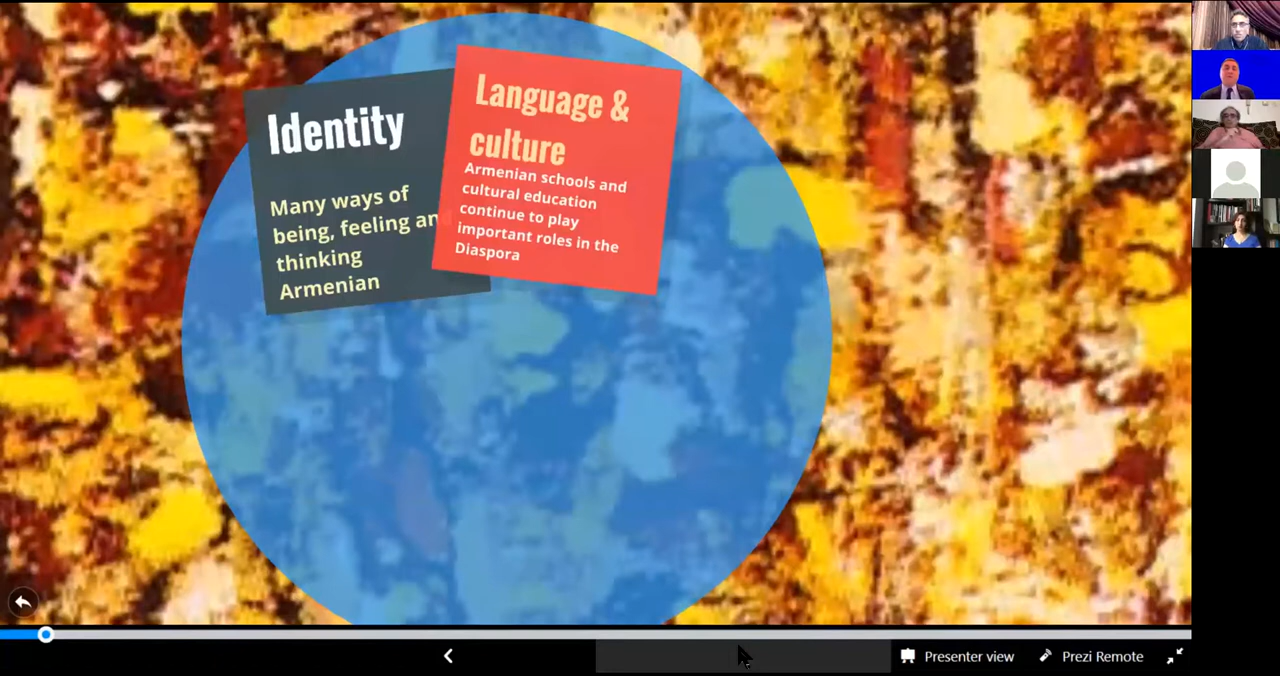 Identity
Many ways of
being, feeling an
thinking
Armenian
Language &
culture
Armenian schools and
cultural education
continue to play
important roles in the
Diaspora
Presenter view
Prezi Remote